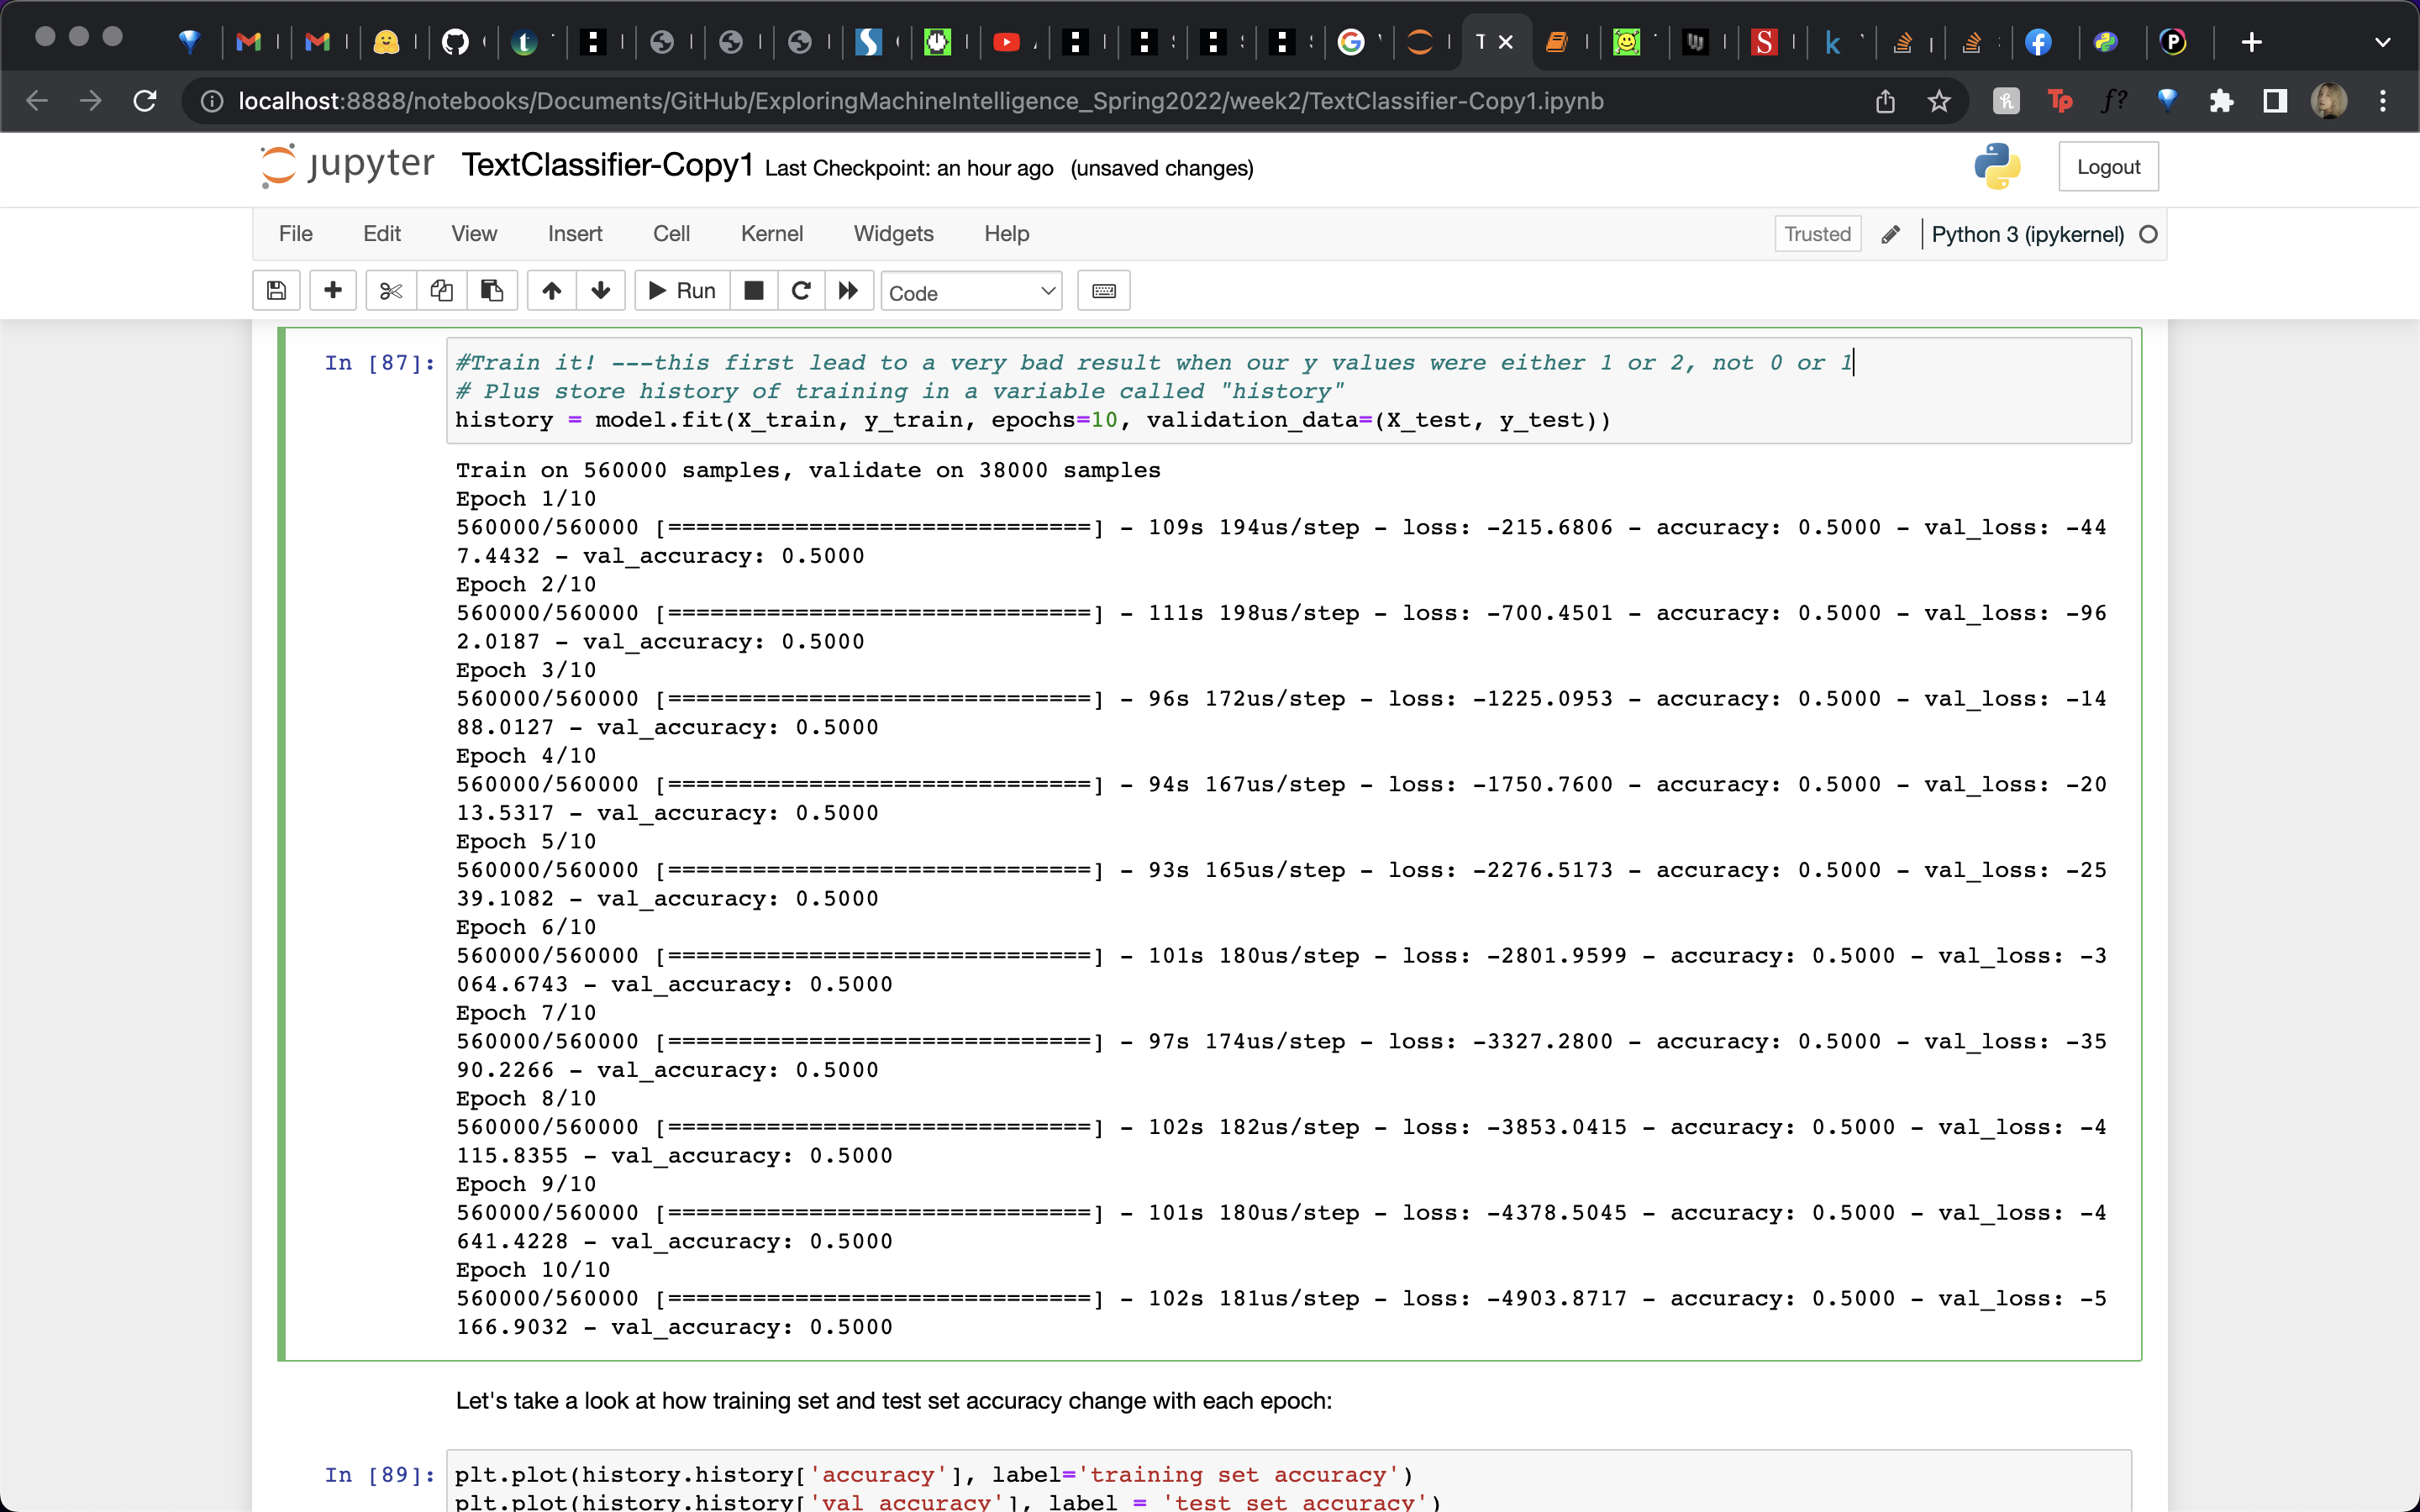 localhost:8888/notebooks/Documents/GitHub/ExploringMachineIntelligence_Spring2022/week2/TextClassifier-Copy1.ipynb
jupyter TextClassifier-Copy1 Last Checkpoint: an hour ago (unsaved changes) Logout
File Edit View Insert Cell Kernel Widgets Help Trusted Python 3 (ipykernel)
Run Code
In [87]: #Train it! ---this first lead to a very bad result when our y values were either 1 or 2, not 0 or 1
# Plus store history of training in a variable called "history"
history = model.fit(X_train, y_train, epochs=10, validation_data=(X_test, y_test))
Train on 560000 samples, validate on 38000 samples
Epoch 1/10
560000/560000 [==============================] - 109s 194us/step - loss: -215.6806 - accuracy: 0.5000 - val_loss: -44
7.4432 - val_accuracy: 0.5000
Epoch 2/10
560000/560000 [==============================] - 111s 198us/step - loss: -700.4501 - accuracy: 0.5000 - val_loss: -96
2.0187 - val_accuracy: 0.5000
Epoch 3/10
560000/560000 [==============================] - 96s 172us/step - loss: -1225.0953 - accuracy: 0.5000 - val_loss: -14
88.0127 - val_accuracy: 0.5000
Epoch 4/10
560000/560000 [==============================] - 94s 167us/step - loss: -1750.7600 - accuracy: 0.5000 - val_loss: -20
13.5317 - val_accuracy: 0.5000
Epoch 5/10
560000/560000 [==============================] - 93s 165us/step - loss: -2276.5173 - accuracy: 0.5000 - val_loss: -25
39.1082 - val_accuracy: 0.5000
Epoch 6/10
560000/560000 [==============================] - 101s 180us/step - loss: -2801.9599 - accuracy: 0.5000 - val_loss: -3
064.6743 - val_accuracy: 0.5000
Epoch 7/10
560000/560000 [==============================] - 97s 174us/step - loss: -3327.2800 - accuracy: 0.5000 - val_loss: -35
90.2266 - val_accuracy: 0.5000
Epoch 8/10
560000/560000 [==============================] - 102s 182us/step - loss: -3853.0415 - accuracy: 0.5000 - val_loss: -4
115.8355 - val_accuracy: 0.5000
Epoch 9/10
560000/560000 [==============================] - 101s 180us/step - loss: -4378.5045 - accuracy: 0.5000 - val_loss: -4
641.4228 - val_accuracy: 0.5000
Epoch 10/10
560000/560000 [==============================] - 102s 181us/step - loss: -4903.8717 - accuracy: 0.5000 - val_loss: -5
166.9032 - val_accuracy: 0.5000
Let's take a look at how training set and test set accuracy change with each epoch:
In [89]: plt.plot(history.history['accuracy'], label='training set accuracy')
plt.plot(history.history['val_accuracy'], label = 'test set accuracy')